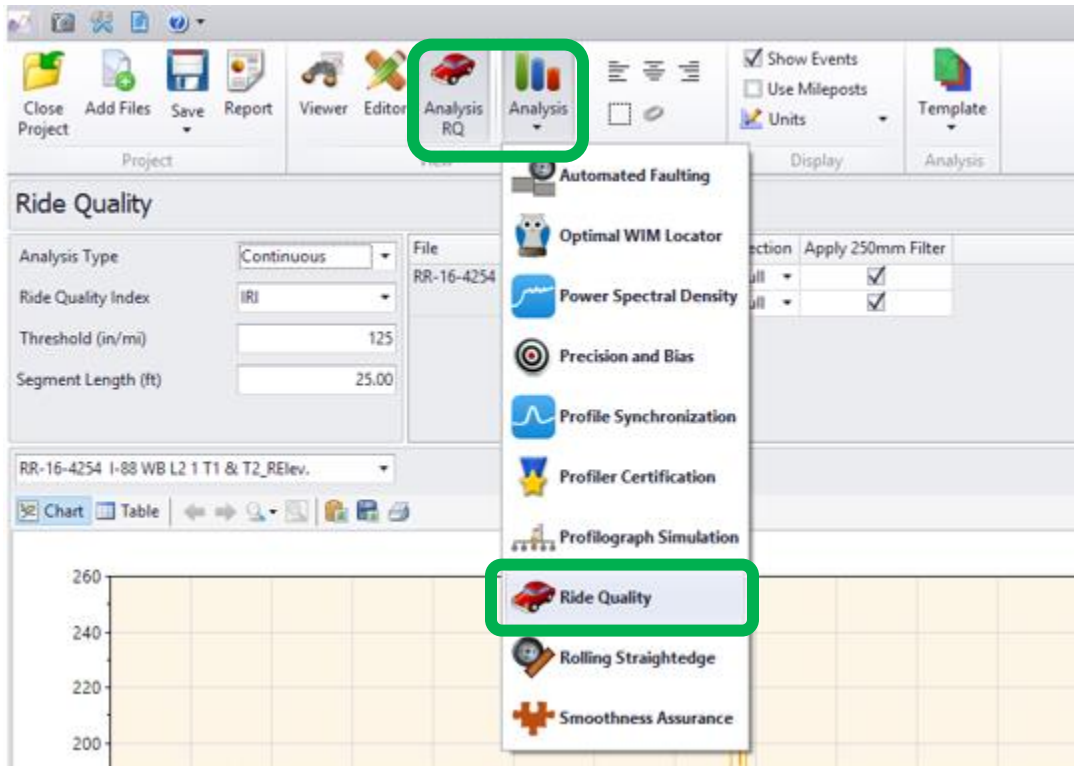 Close Project
Add Files
Save
Report
Viewer
Editor
Analysis RQ
Analysis
Show Events
Use Mileposts
Units
Template
Project
Display
Analysis
Ride Quality
Analysis Type
Continuous
Ride Quality Index
IRI
Threshold (in/mi)
125
Segment Length (ft)
25.00
File
Apply 250mm Filter
RR-16-4254
Automated Faulting
Optimal WIM Locator
Power Spectral Density
Precision and Bias
Profile Synchronization
Profiler Certification
Profilograph Simulation
Ride Quality
Rolling Straightedge
Smoothness Assurance
RR-16-4254 I-88 WB L2 1 T1 & T2_RElev.
Chart
Table
260
240
220
200